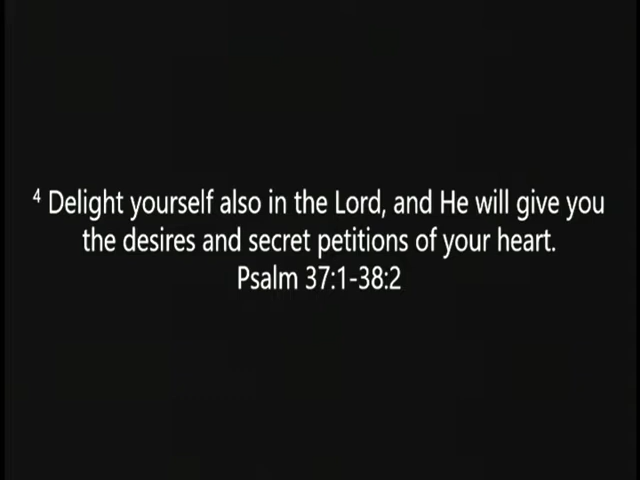 ⁴ Delight yourself also in the Lord, and He will give you
the desires and secret petitions of your heart.
Psalm 37:1-38:2